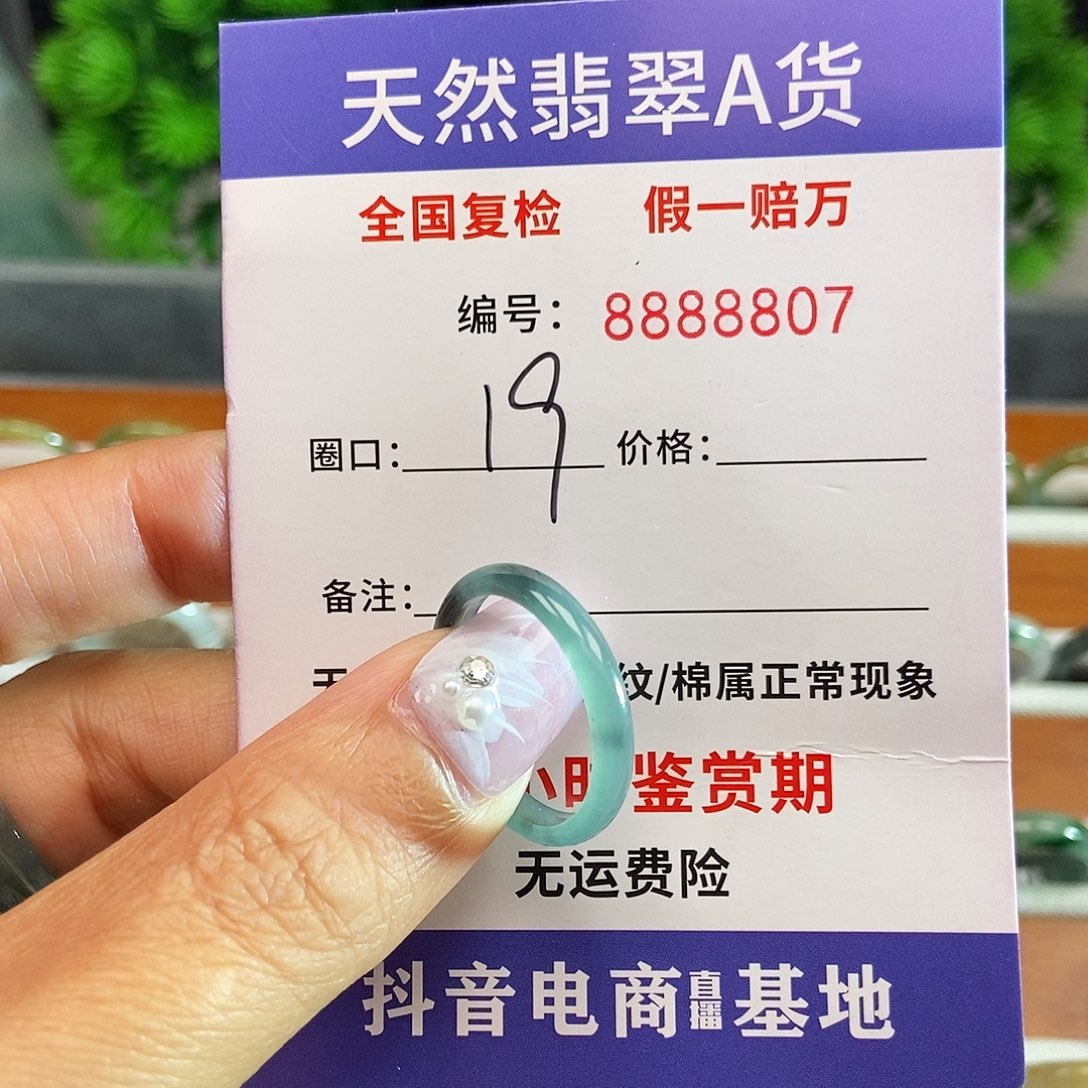 天然翡翠A货
全国复检 假一赔万
编号：8888807
圈口：19 价格：
备注：
纹/棉属正常现象
小时鉴赏期
无运费险
抖音电商直播基地